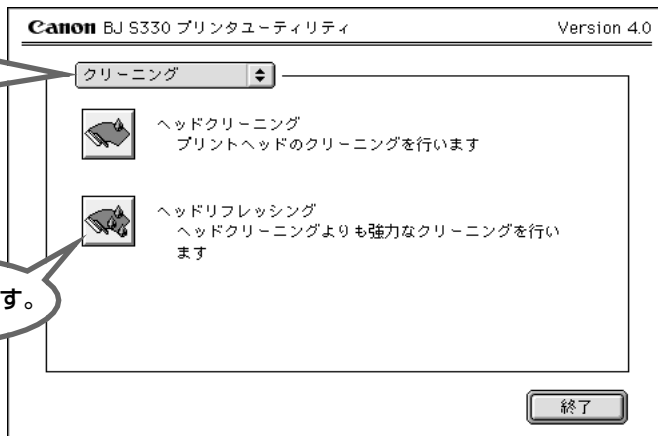 Canon BJ S330 プリンタユーティリティ Version 4.0
クリーニング
ヘッドクリーニング
プリントヘッドのクリーニングを行います
ヘッドリフレッシング
ヘッドクリーニングよりも強力なクリーニングを行い
ます
す。
終了